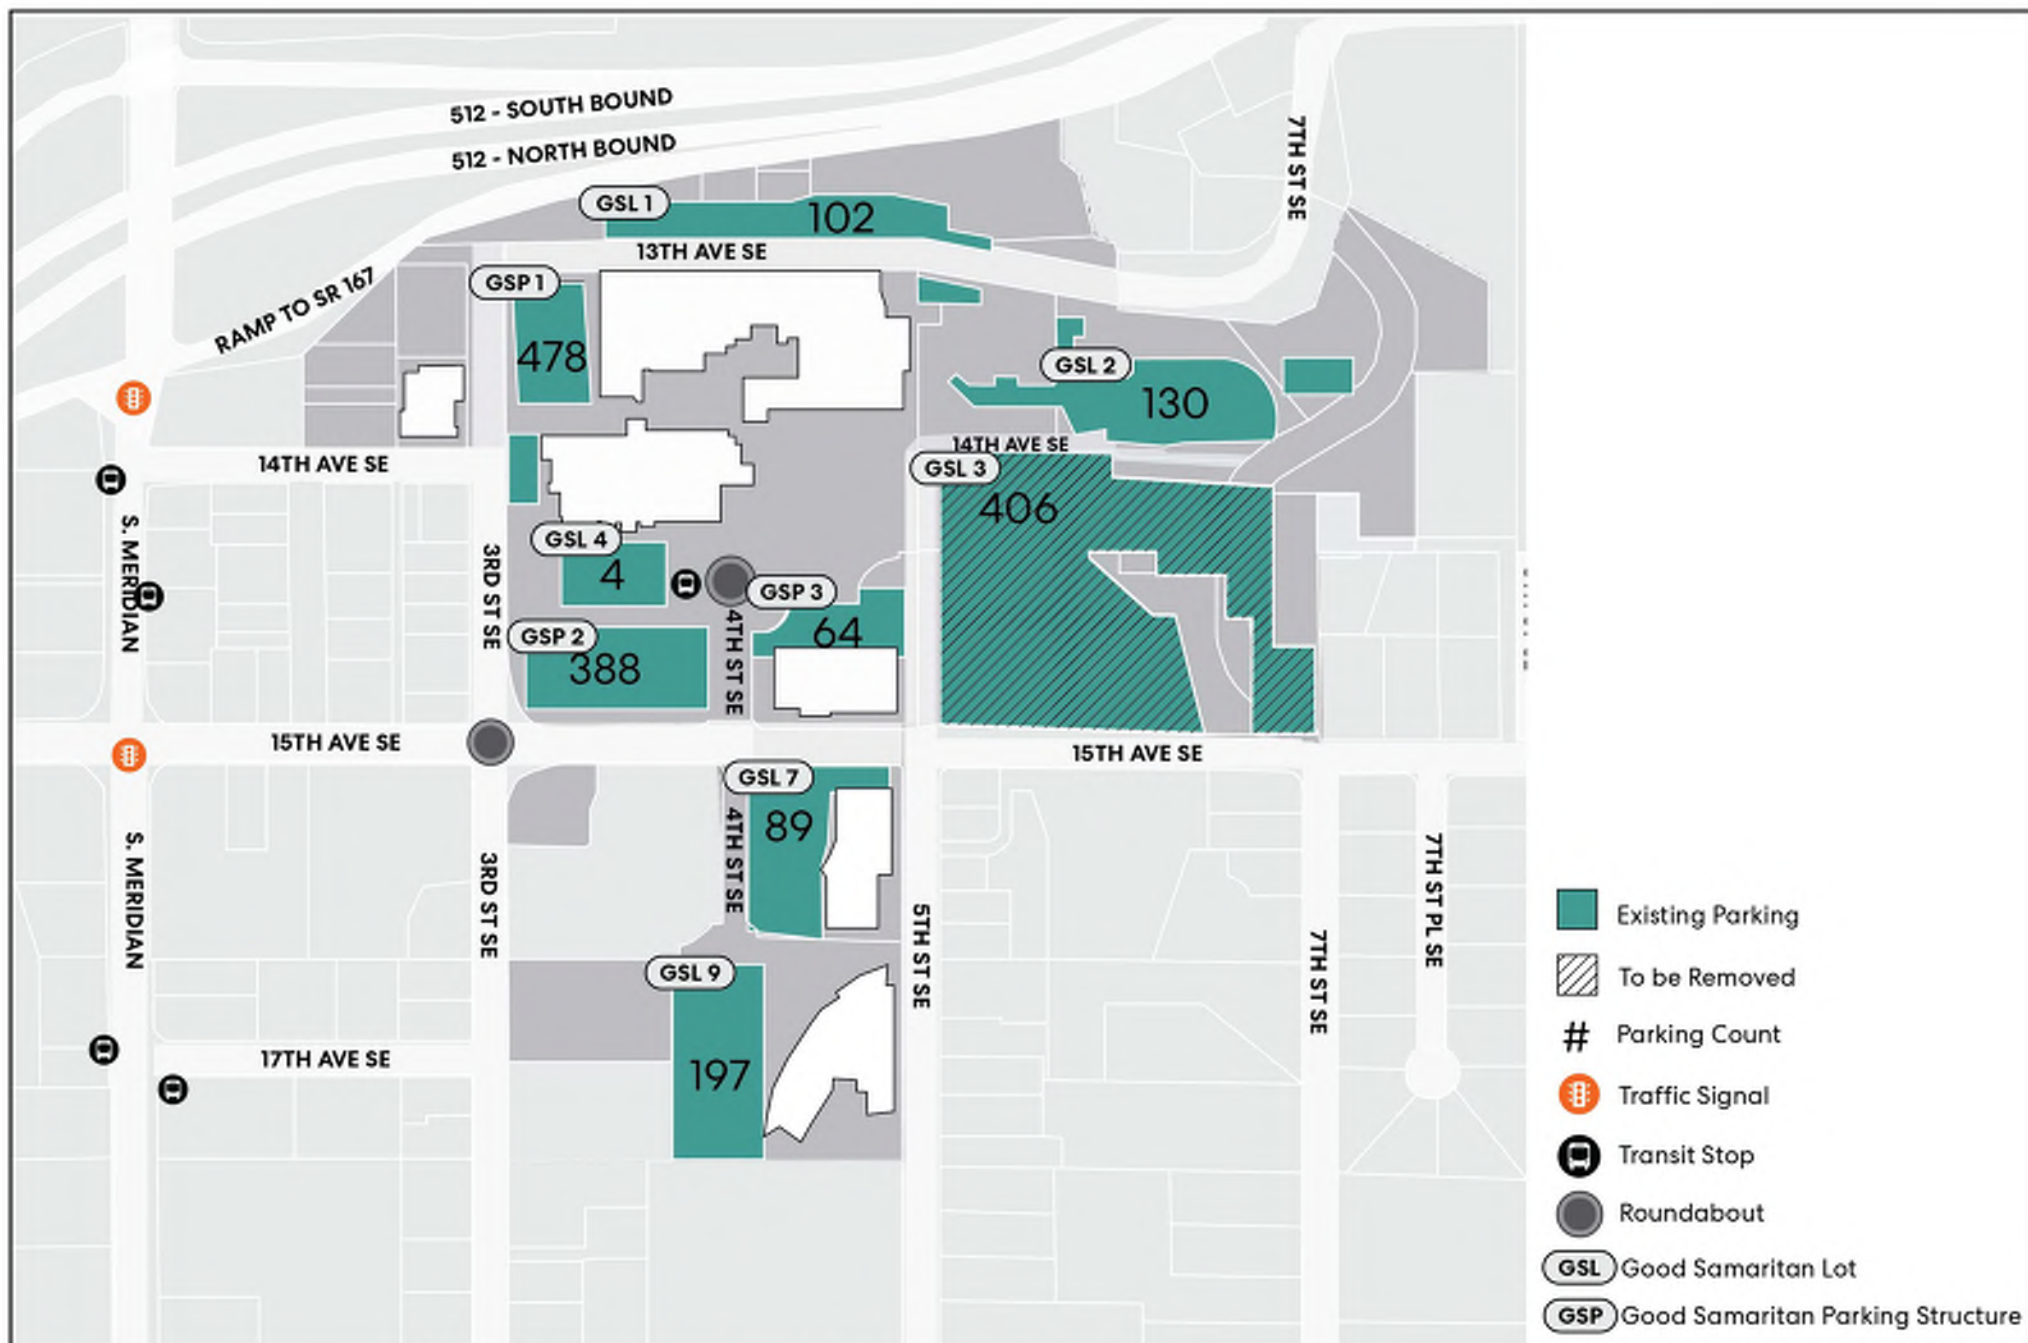 512 - SOUTH BOUND
512 - NORTH BOUND
7TH ST SE
GSL 1
102
13TH AVE SE
RAMP TO SR 167
GSP 1
478
GSL 2
130
14TH AVE SE
14TH AVE SE
GSL 3
406
S. MERIDIAN
3RD ST SE
GSL 4
4
GSP 3
64
4TH ST SE
GSP 2
388
15TH AVE SE
15TH AVE SE
GSL 7
89
4TH ST SE
S. MERIDIAN
3RD ST SE
5TH ST SE
7TH ST SE
7TH ST PL SE
GSL 9
197
17TH AVE SE
Existing Parking
To be Removed
# Parking Count
Traffic Signal
Transit Stop
Roundabout
GSL Good Samaritan Lot
GSP Good Samaritan Parking Structure